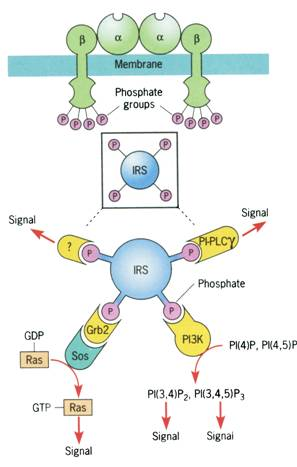 β α α β
Membrane
Phosphate
groups
P P P P P P P P
P P
IRS
P P
Signal
Signal
? P P PI-PLCγ
IRS
Phosphate
P P
Grb2
PI3K
GDP
Sos
PI(4)P, PI(4,5)P
Ras
PI(3,4)P2, PI(3,4,5)P3
GTP Ras
Signal Signal
Signal